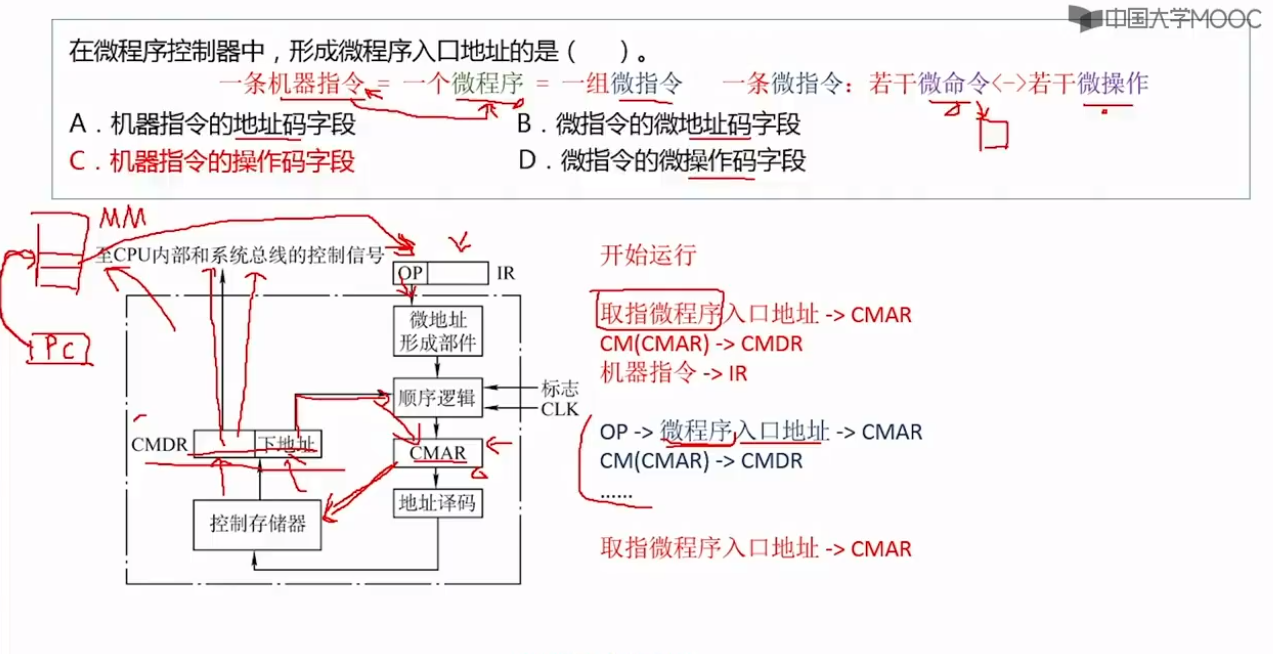 中国大学MOOC
在微程序控制器中，形成微程序入口地址的是（　　）。
一条机器指令 = 一个微程序 = 一组微指令　一条微指令：若干微命令<->若干微操作
A．机器指令的地址码字段　B．微指令的微地址码字段
C．机器指令的操作码字段　D．微指令的微操作码字段
MM
至CPU内部和系统总线的控制信号
OP
IR
PC
微地址
形成部件
顺序逻辑
标志
CLK
CMDR
下地址
CMAR
地址译码
控制存储器
开始运行
取指微程序入口地址 -> CMAR
CM(CMAR) -> CMDR
机器指令 -> IR
OP -> 微程序入口地址 -> CMAR
CM(CMAR) -> CMDR
......
取指微程序入口地址 -> CMAR